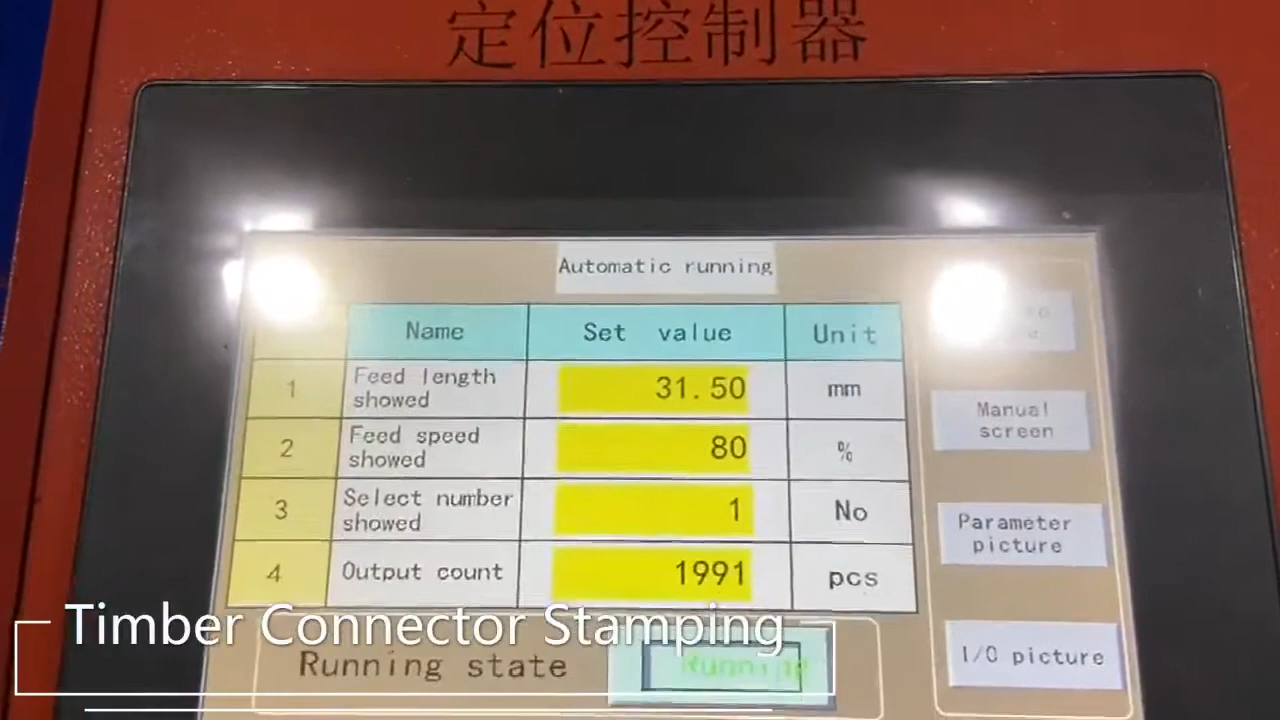 定位控制器
Automatic running
Name Set value Unit
1 Feed length showed 31.50 mm
2 Feed speed showed 80 %
3 Select number showed 1 No
4 Output count 1991 pcs
Manual screen
Parameter picture
I/O picture
Timber Connector Stamping
Running state Running